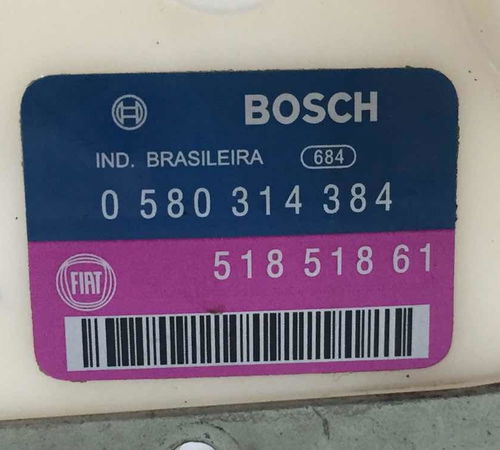 BOSCH
IND. BRASILEIRA 684
0 580 314 384
518 518 61
FIAT